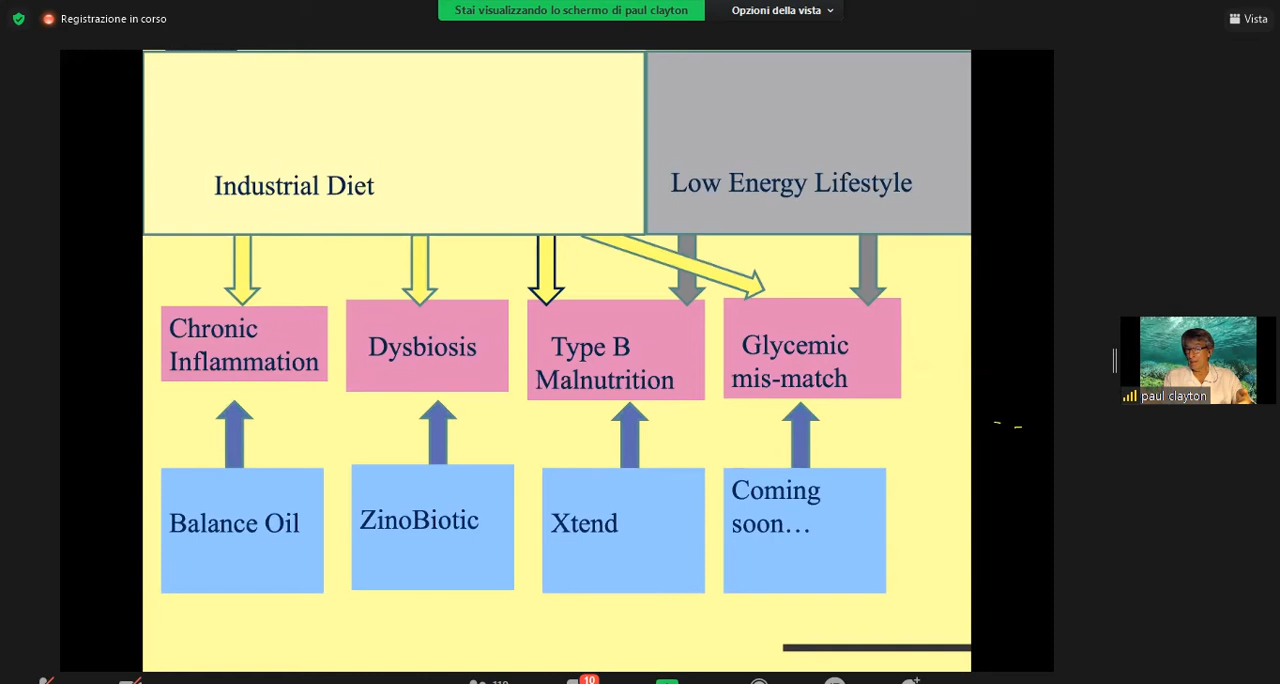 Registrazione in corso
Stai visualizzando lo schermo di paul clayton
Opzioni della vista
Vista
Industrial Diet
Low Energy Lifestyle
Chronic
Inflammation
Dysbiosis
Type B
Malnutrition
Glycemic
mis-match
Balance Oil
ZinoBiotic
Xtend
Coming
soon…
paul clayton
10